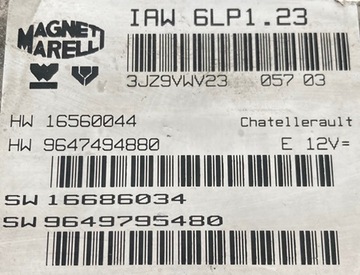 MAGNETI
MARELLI
IAW 6LP1.23
3JZ9VWV23 057 03
HW 16560044 Chatellerault
HW 9647494880 E 12V=
SW 16686034
SW 9649795480